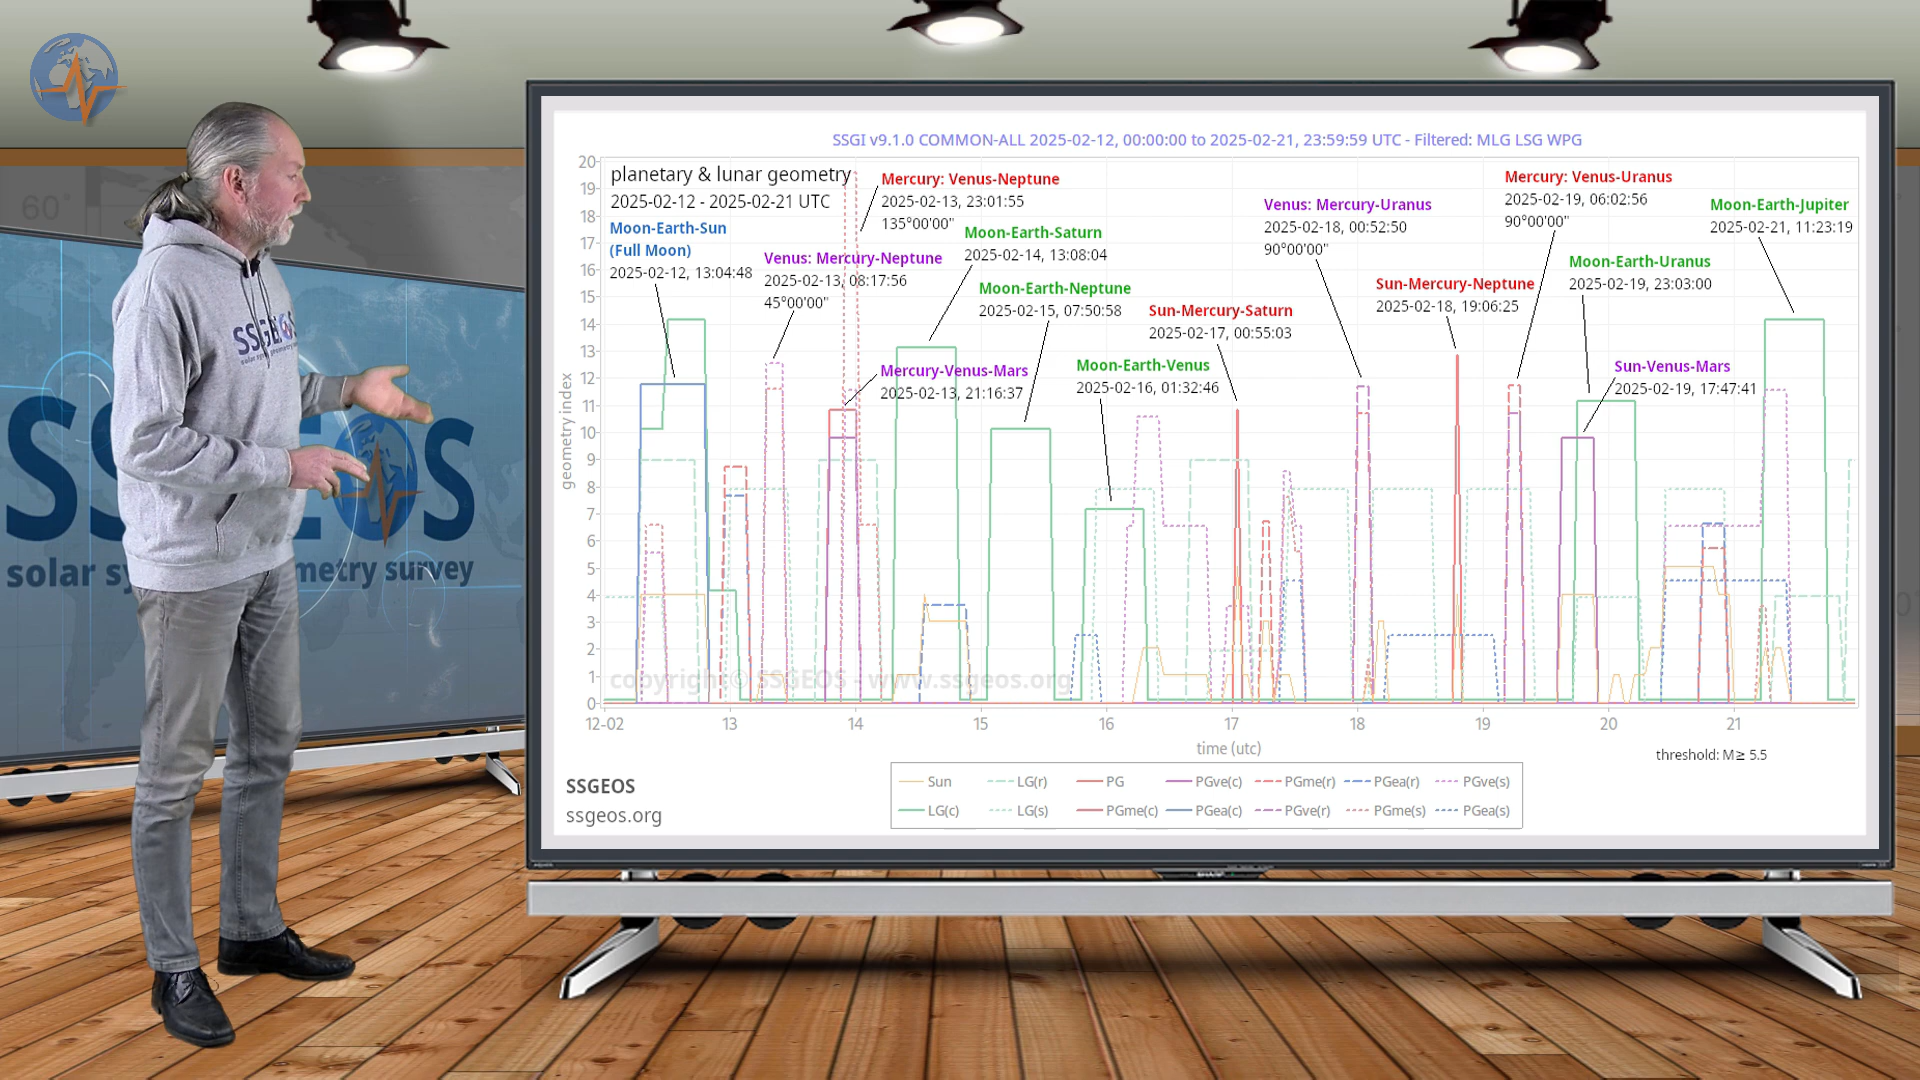 SSGI v9.1.0 COMMON-ALL 2025-02-12, 00:00:00 to 2025-02-21, 23:59:59 UTC - Filtered: MLG LSG WPG
planetary & lunar geometry
2025-02-12 - 2025-02-21 UTC
Moon-Earth-Sun
(Full Moon)
2025-02-12, 13:04:48
Venus: Mercury-Neptune
2025-02-13, 08:17:56
45°00'00"
Mercury: Venus-Neptune
2025-02-13, 23:01:55
135°00'00"
Mercury-Venus-Mars
2025-02-13, 21:16:37
Moon-Earth-Saturn
2025-02-14, 13:08:04
Moon-Earth-Neptune
2025-02-15, 07:50:58
Moon-Earth-Venus
2025-02-16, 01:32:46
Sun-Mercury-Saturn
2025-02-17, 00:55:03
Venus: Mercury-Uranus
2025-02-18, 00:52:50
90°00'00"
Sun-Mercury-Neptune
2025-02-18, 19:06:25
Mercury: Venus-Uranus
2025-02-19, 06:02:56
90°00'00"
Moon-Earth-Uranus
2025-02-19, 23:03:00
Sun-Venus-Mars
2025-02-19, 17:47:41
Moon-Earth-Jupiter
2025-02-21, 11:23:19
20
19
18
17
16
15
14
13
12
11
10
9
8
7
6
5
4
3
2
1
0
geometry index
copyright © SSGEOS - www.ssgeos.org
12-02 13 14 15 16 17 18 19 20 21
time (utc)
threshold: M≥ 5.5
SSGEOS
ssgeos.org
Sun LG(r) PG PGve(c) PGme(r) PGea(r) PGve(s)
LG(c) LG(s) PGme(c) PGea(c) PGve(r) PGme(s) PGea(s)
60°